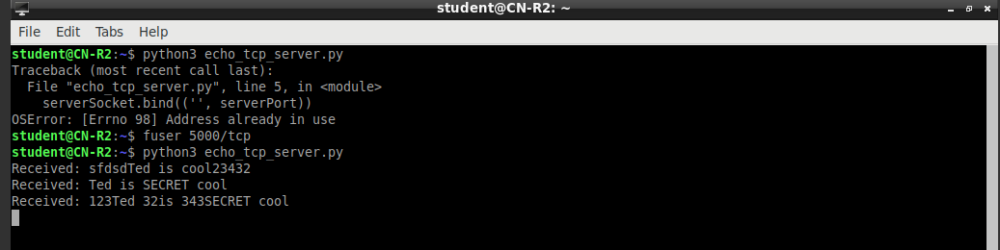 student@CN-R2: ~
File Edit Tabs Help
student@CN-R2:~$ python3 echo_tcp_server.py
Traceback (most recent call last):
  File "echo_tcp_server.py", line 5, in <module>
    serverSocket.bind(('', serverPort))
OSError: [Errno 98] Address already in use
student@CN-R2:~$ fuser 5000/tcp
student@CN-R2:~$ python3 echo_tcp_server.py
Received: sfdsdTed is cool23432
Received: Ted is SECRET cool
Received: 123Ted 32is 343SECRET cool